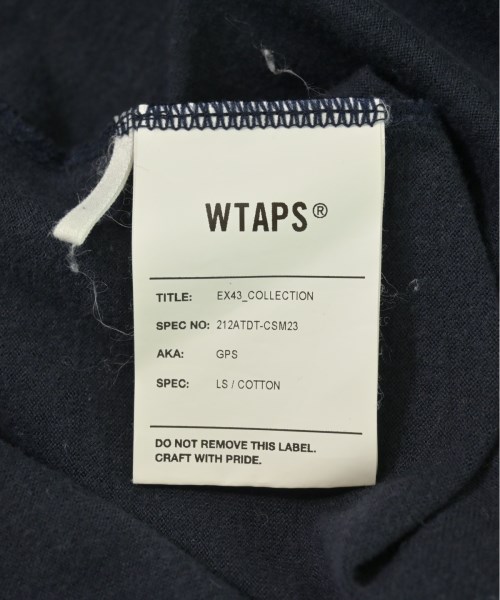 WTAPS®
TITLE: EX43_COLLECTION
SPEC NO: 212ATDT-CSM23
AKA: GPS
SPEC: LS / COTTON
DO NOT REMOVE THIS LABEL.
CRAFT WITH PRIDE.